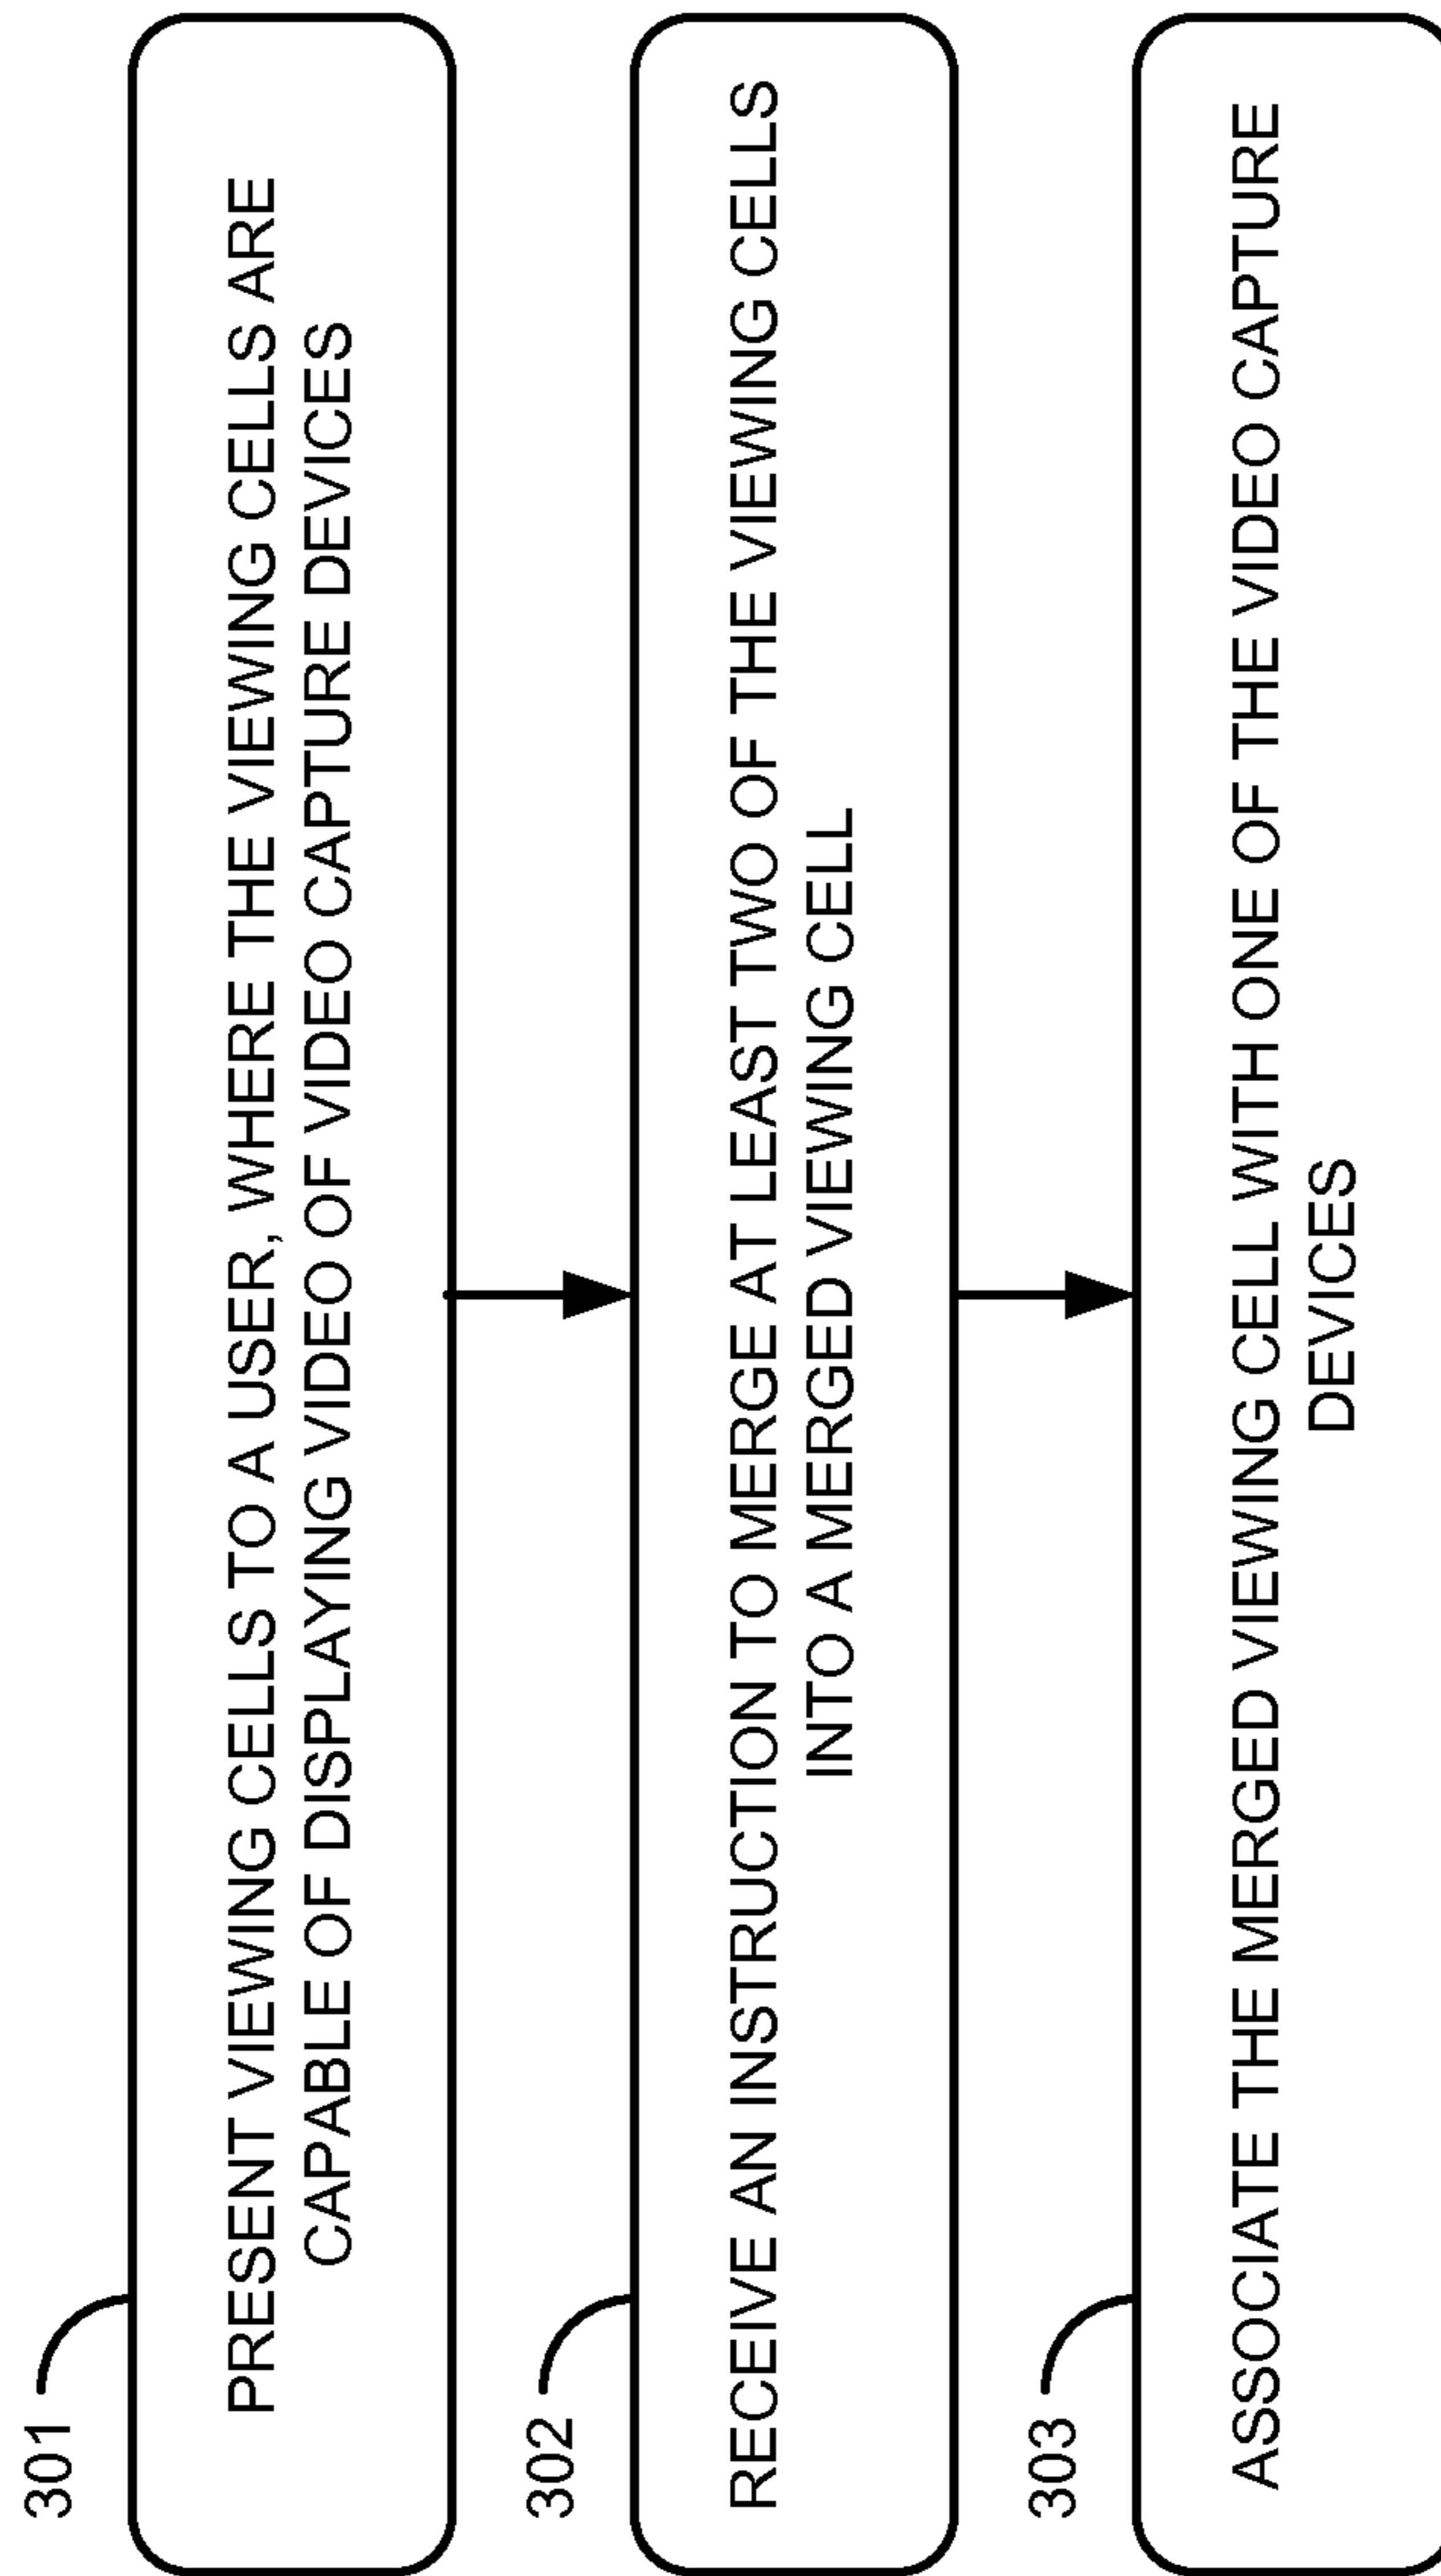 301
PRESENT VIEWING CELLS TO A USER, WHERE THE VIEWING CELLS ARE
CAPABLE OF DISPLAYING VIDEO OF VIDEO CAPTURE DEVICES
302
RECEIVE AN INSTRUCTION TO MERGE AT LEAST TWO OF THE VIEWING CELLS
INTO A MERGED VIEWING CELL
303
ASSOCIATE THE MERGED VIEWING CELL WITH ONE OF THE VIDEO CAPTURE
DEVICES